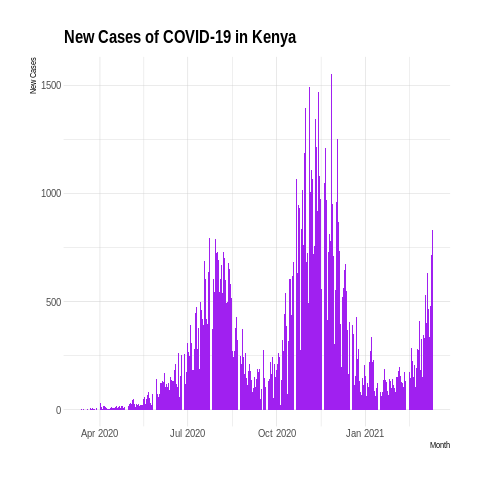 New Cases of COVID-19 in Kenya
New Cases
1500
1000
500
0
Apr 2020 Jul 2020 Oct 2020 Jan 2021
Month